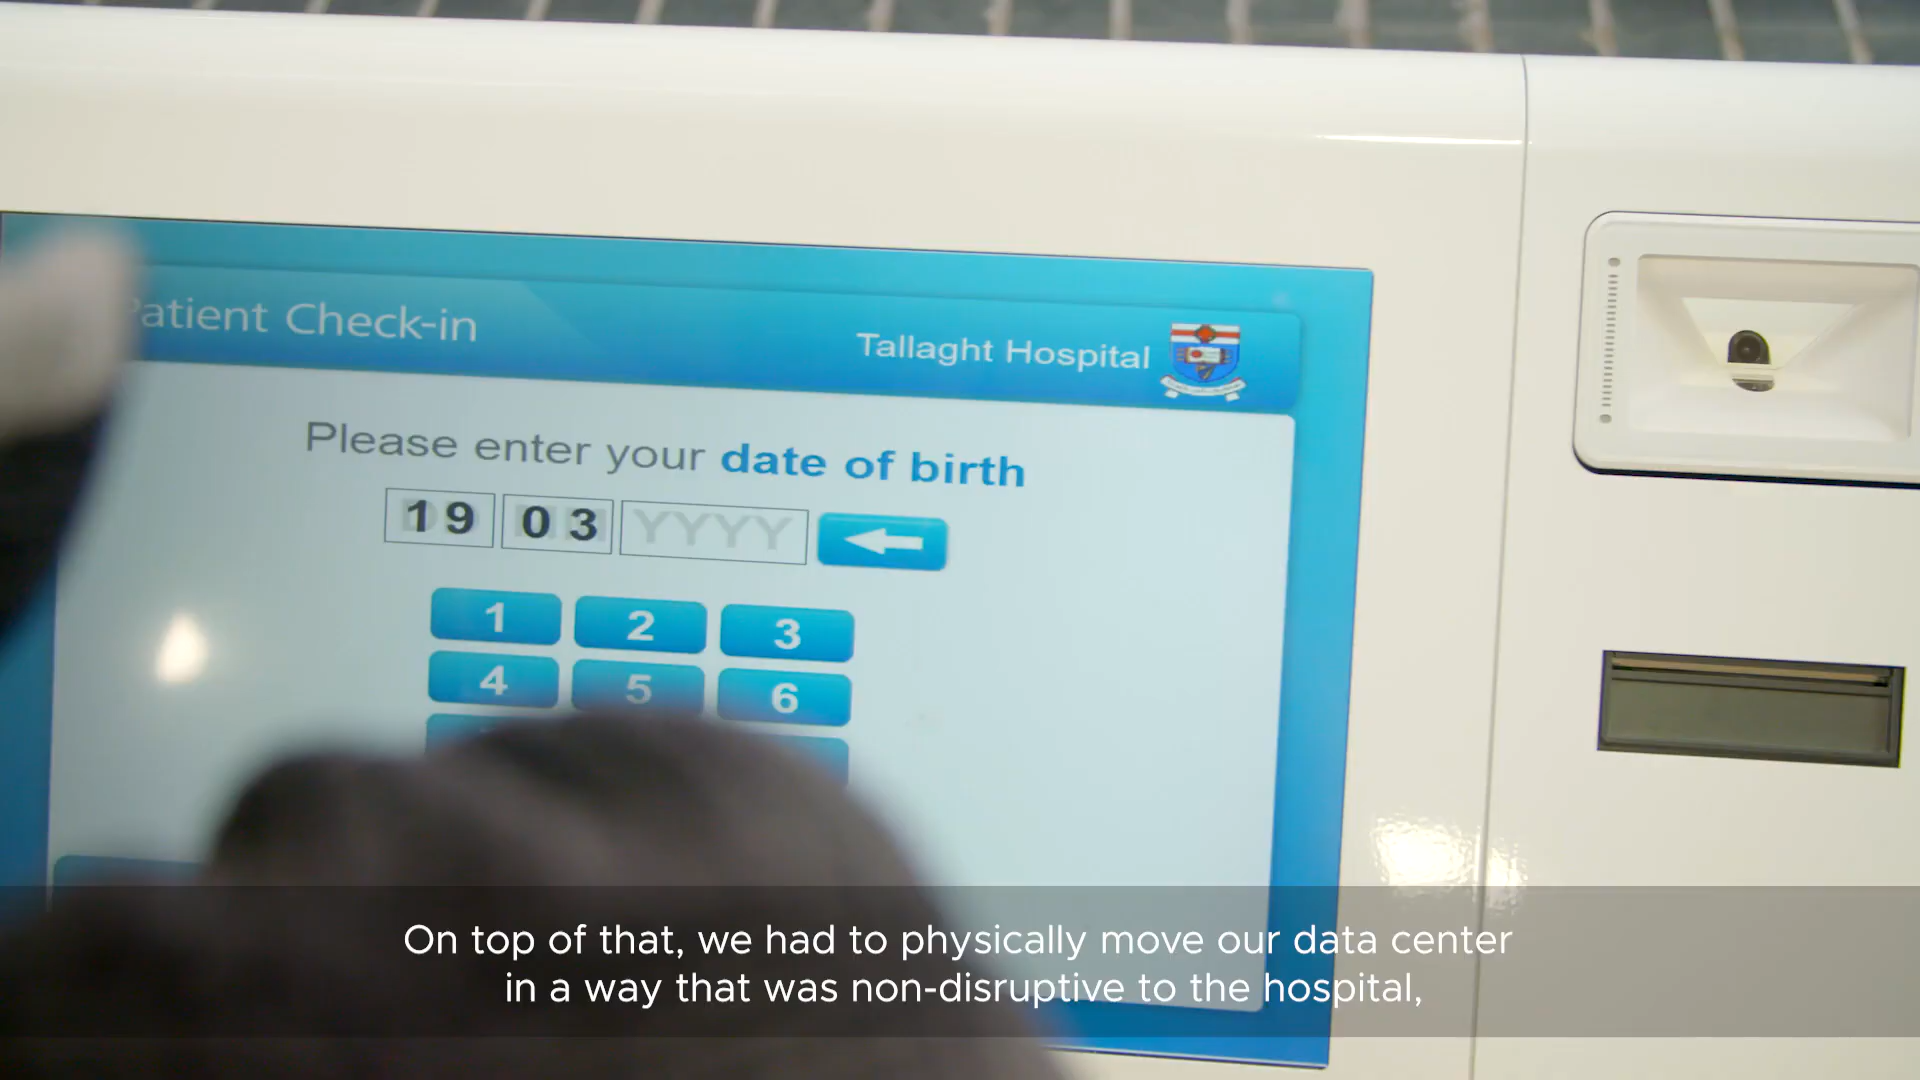 Patient Check-in
Tallaght Hospital
Please enter your date of birth
19 03 YYYY
1 2 3
4 5 6
On top of that, we had to physically move our data center
in a way that was non-disruptive to the hospital,